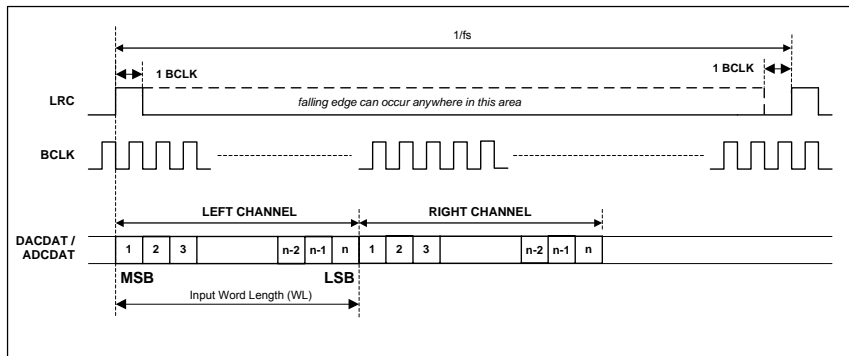 1/fs
1 BCLK
1 BCLK
LRC
falling edge can occur anywhere in this area
BCLK
LEFT CHANNEL
RIGHT CHANNEL
DACDAT /
ADCDAT
1 2 3 n-2 n-1 n 1 2 3 n-2 n-1 n
MSB LSB
Input Word Length (WL)